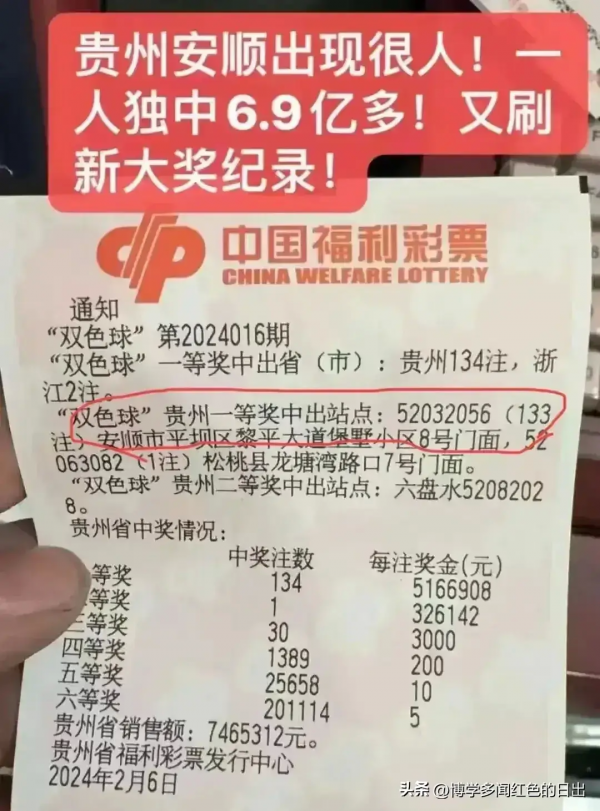 贵州安顺出现很人！一
人独中6.9亿多！又刷
新大奖纪录！
中国福利彩票
CHINA WELFARE LOTTERY
通知
“双色球”第2024016期
“双色球”一等奖中出省（市）：贵州134注，浙
江2注。
“双色球”贵州一等奖中出站点：52032056（133
注，安顺市平坝区黎平大道堡墅小区8号门面，52
063082（1注）松桃县龙塘湾路口7号门面。
“双色球”贵州二等奖中出站点：六盘水5208202
8。
贵州省中奖情况：
中奖注数 每注奖金(元)
等奖 134 5166908
等奖 1 326142
三等奖 30 3000
四等奖 1389 200
五等奖 25658 10
六等奖 201114 5
贵州省销售额：7465312元。
贵州省福利彩票发行中心
2024年2月6日
头条 @博学多闻红色的日出